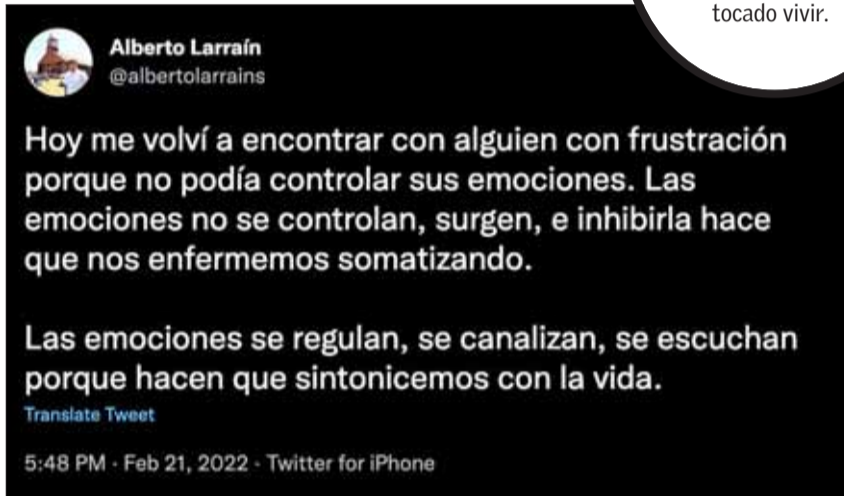 tocado vivir.
Alberto Larraín
@albertolarrains
Hoy me volví a encontrar con alguien con frustración
porque no podía controlar sus emociones. Las
emociones no se controlan, surgen, e inhibirla hace
que nos enfermemos somatizando.
Las emociones se regulan, se canalizan, se escuchan
porque hacen que sintonicemos con la vida.
Translate Tweet
5:48 PM · Feb 21, 2022 · Twitter for iPhone